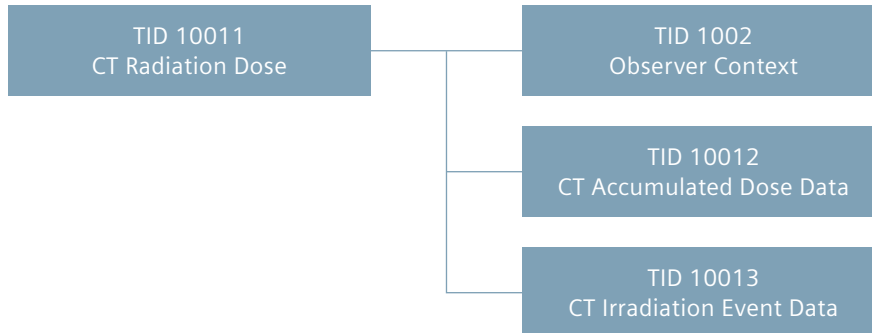 TID 10011
CT Radiation Dose
TID 1002
Observer Context
TID 10012
CT Accumulated Dose Data
TID 10013
CT Irradiation Event Data